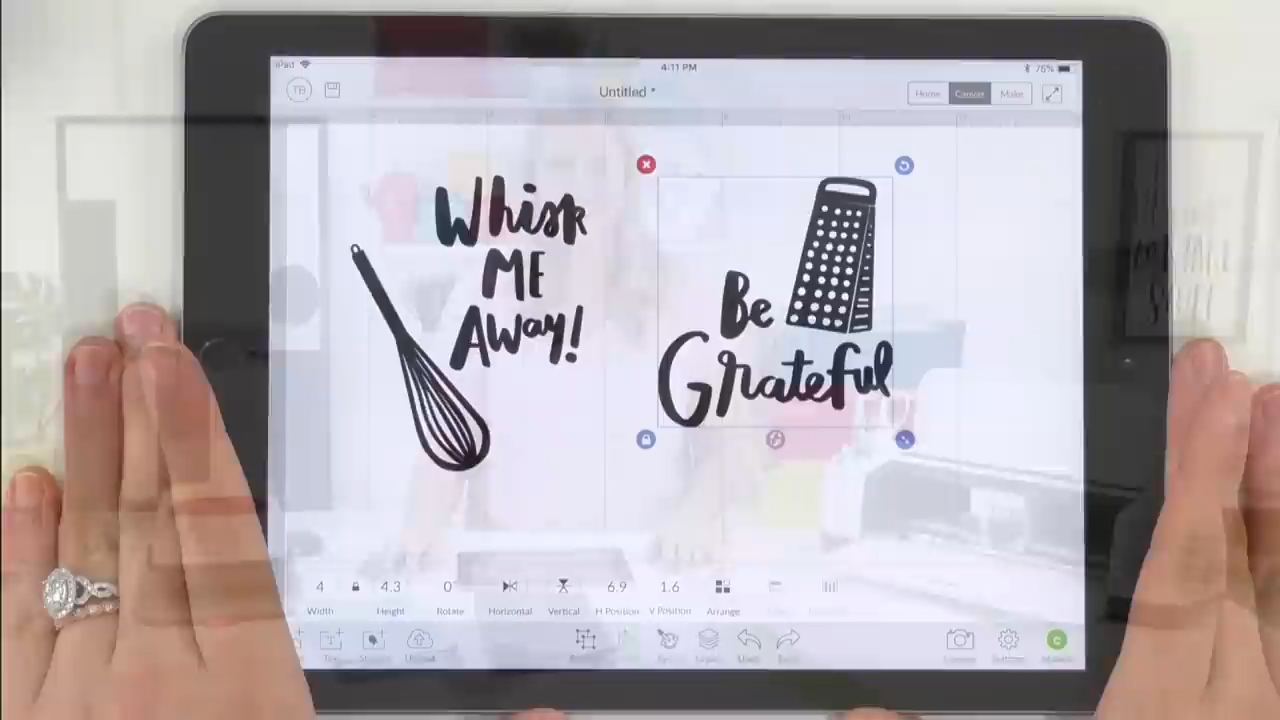 iPad
4:11 PM
76%
TB
Untitled *
Home
Canvas
Make
Whisk
ME
Away!
Be
Grateful
4
4.3
0
6.9
1.6
Width
Height
Rotate
Horizontal
Vertical
H Position
V Position
Arrange
C